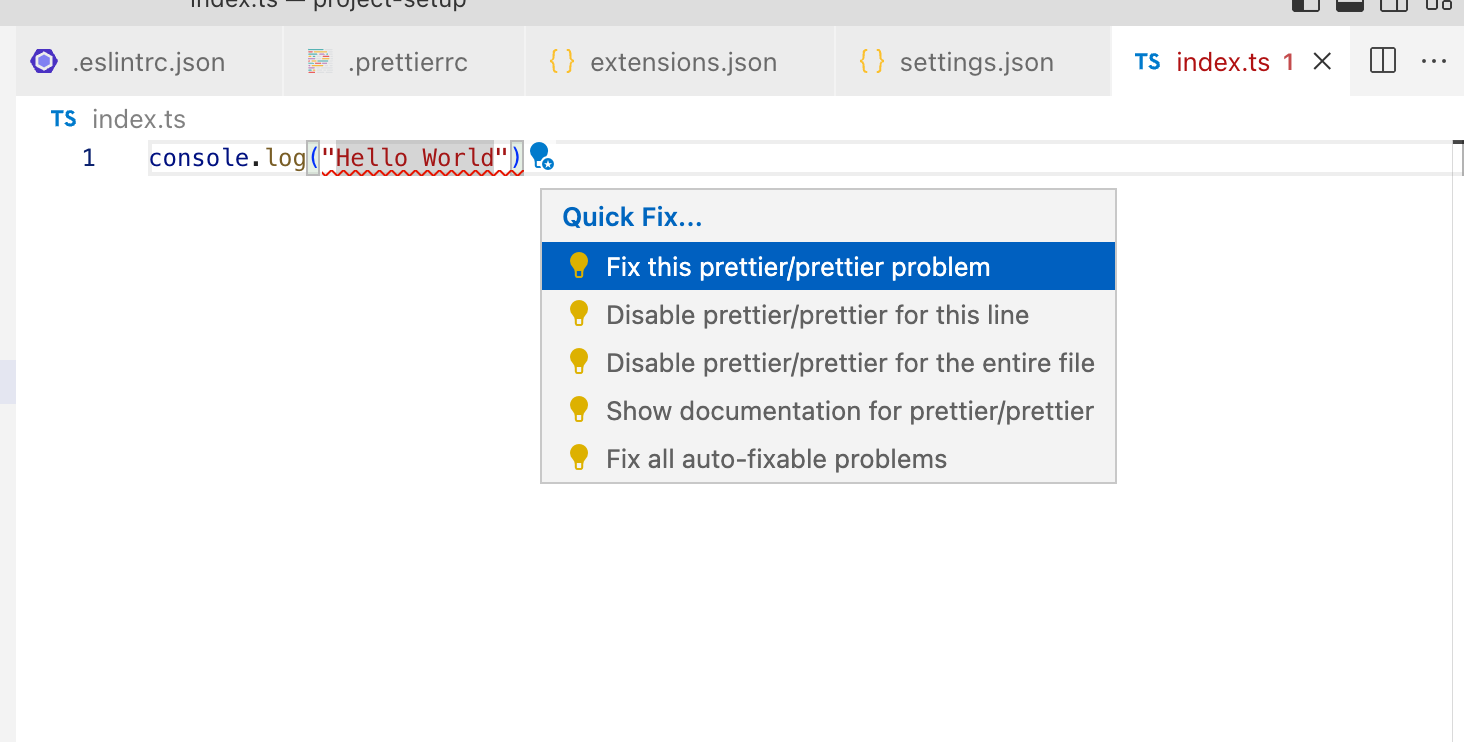 index.ts — project-setup
.eslintrc.json .prettierrc {} extensions.json {} settings.json TS index.ts 1
TS index.ts
1 console.log("Hello World")
Quick Fix...
Fix this prettier/prettier problem
Disable prettier/prettier for this line
Disable prettier/prettier for the entire file
Show documentation for prettier/prettier
Fix all auto-fixable problems